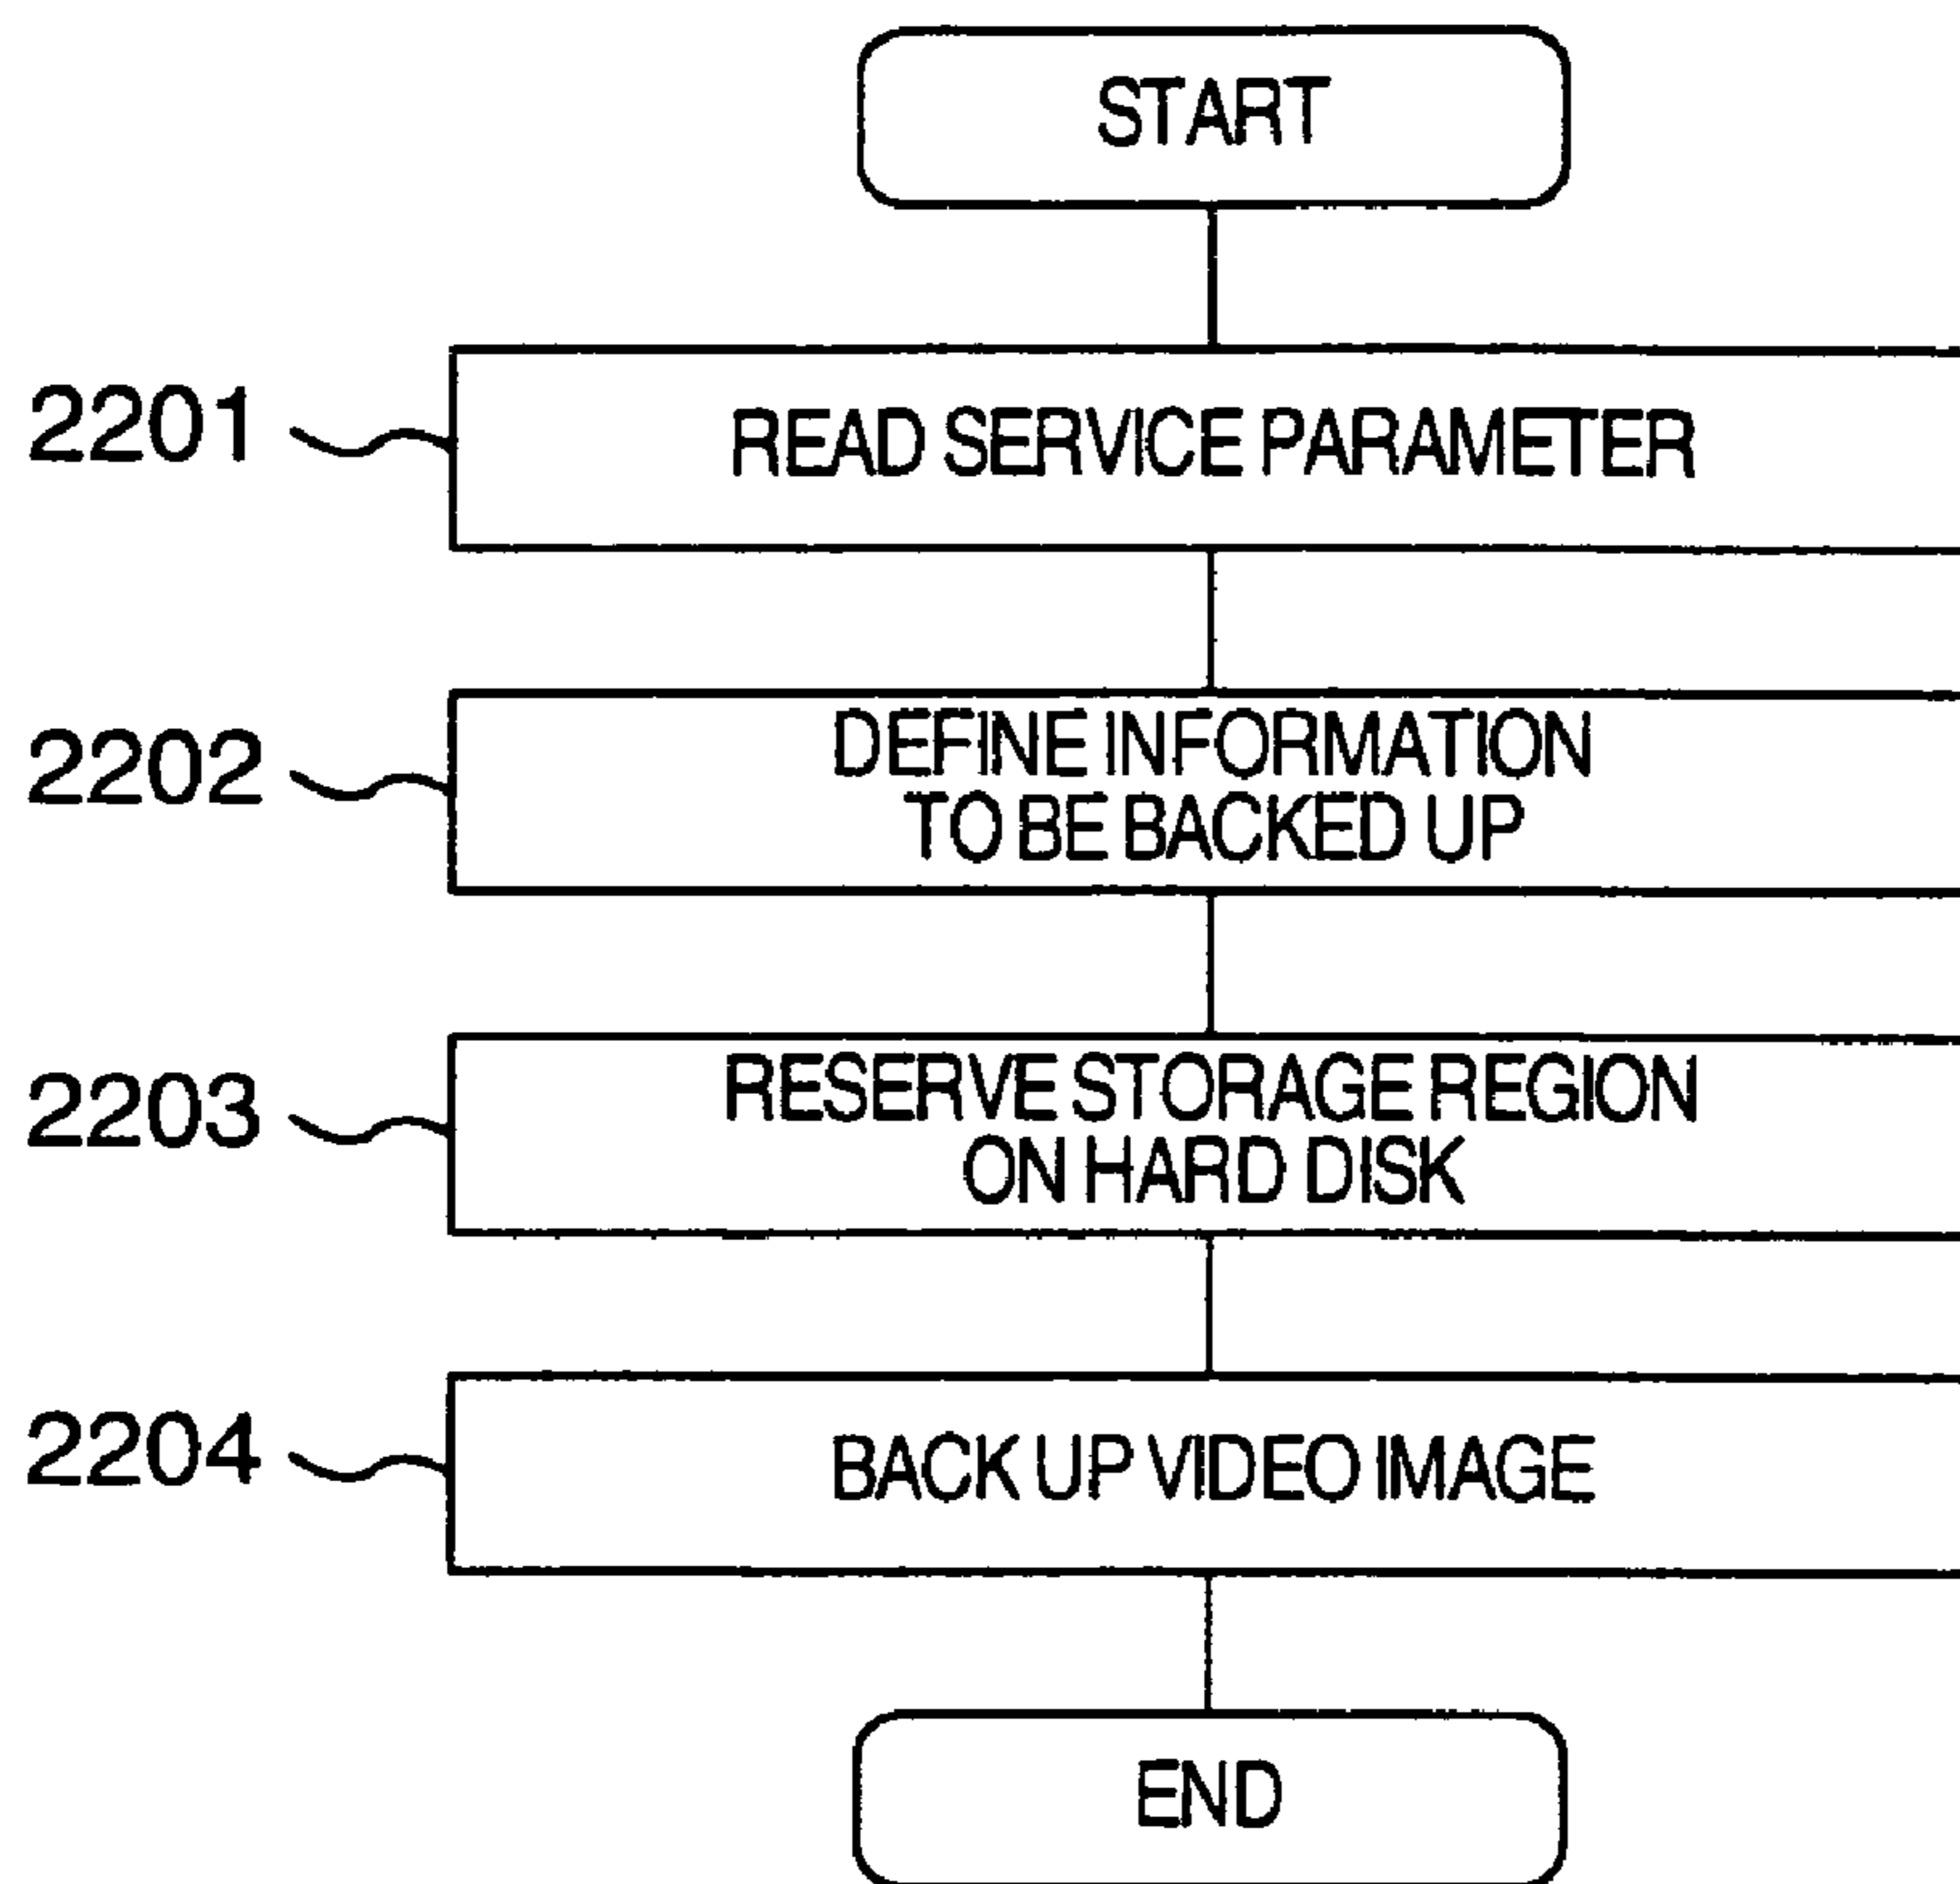 START
2201
READ SERVICE PARAMETER
2202
DEFINE INFORMATION
TO BE BACKED UP
2203
RESERVE STORAGE REGION
ON HARD DISK
2204
BACK UP VIDEO IMAGE
END